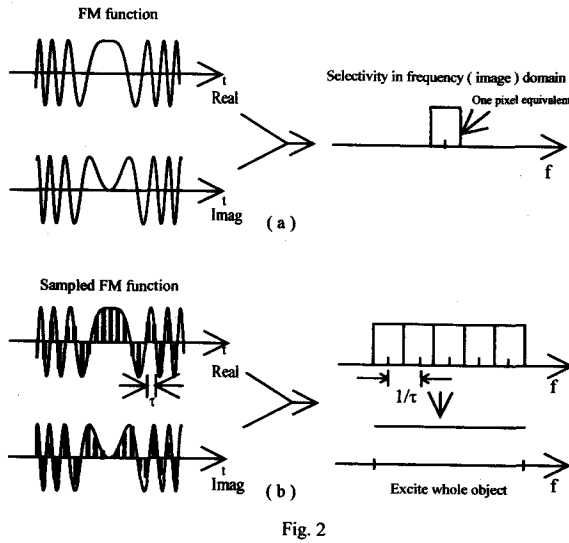 FM function
t
Real
t
Imag
( a )
Selectivity in frequency ( image ) domain
One pixel equivalent
f
Sampled FM function
t
Real
τ
t
Imag
( b )
1/τ
f
f
Excite whole object
Fig. 2